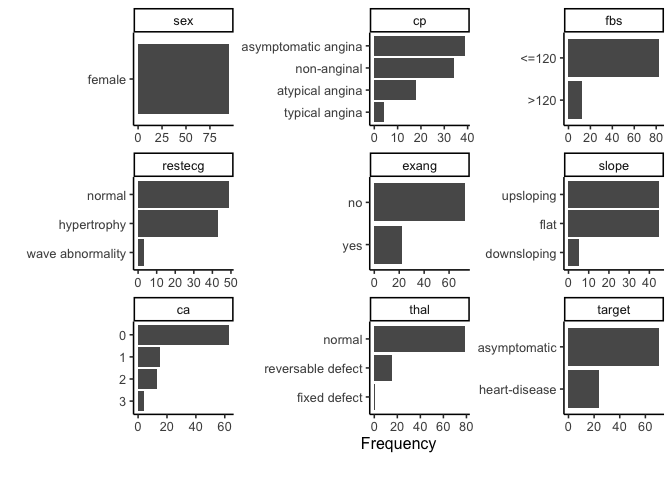 sex
female
0 25 50 75
cp
asymptomatic angina
non-anginal
atypical angina
typical angina
0 10 20 30 40
fbs
<=120
>120
0 20 40 60 80
restecg
normal
hypertrophy
wave abnormality
0 10 20 30 40 50
exang
no
yes
0 20 40 60
slope
upsloping
flat
downsloping
0 10 20 30 40
ca
0
1
2
3
0 20 40 60
thal
normal
reversable defect
fixed defect
0 20 40 60 80
target
asymptomatic
heart-disease
0 20 40 60
Frequency